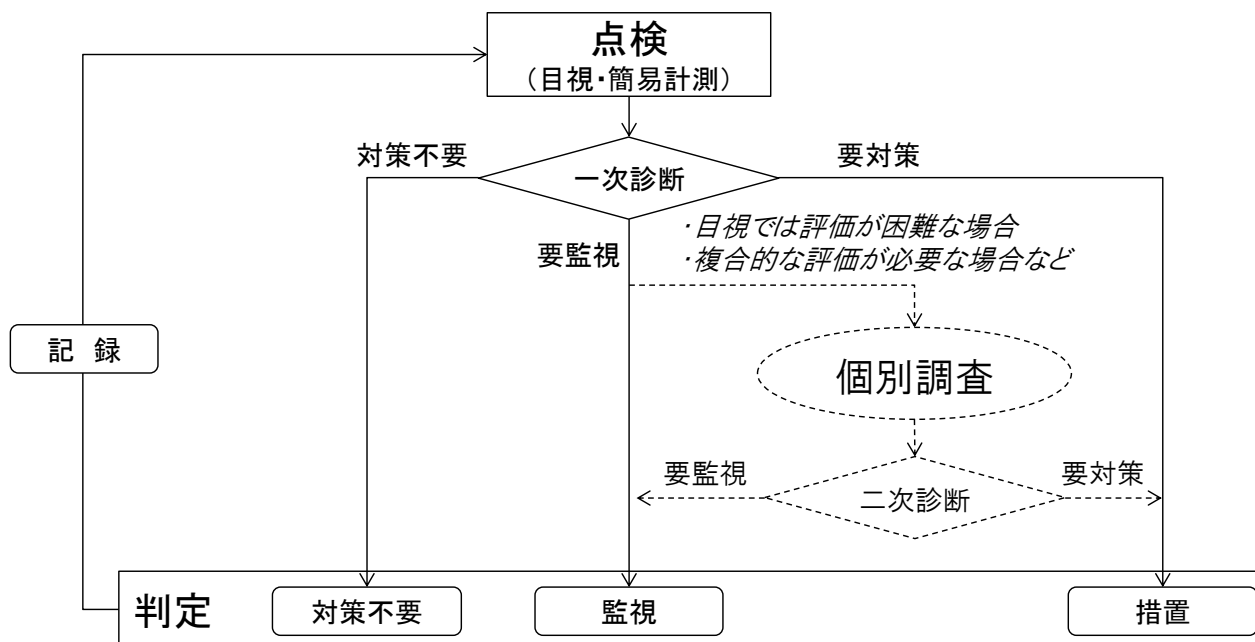 点検
（目視・簡易計測）
対策不要
一次診断
要対策
・目視では評価が困難な場合
・複合的な評価が必要な場合など
要監視
記 録
個別調査
要監視
二次診断
要対策
判定
対策不要
監視
措置